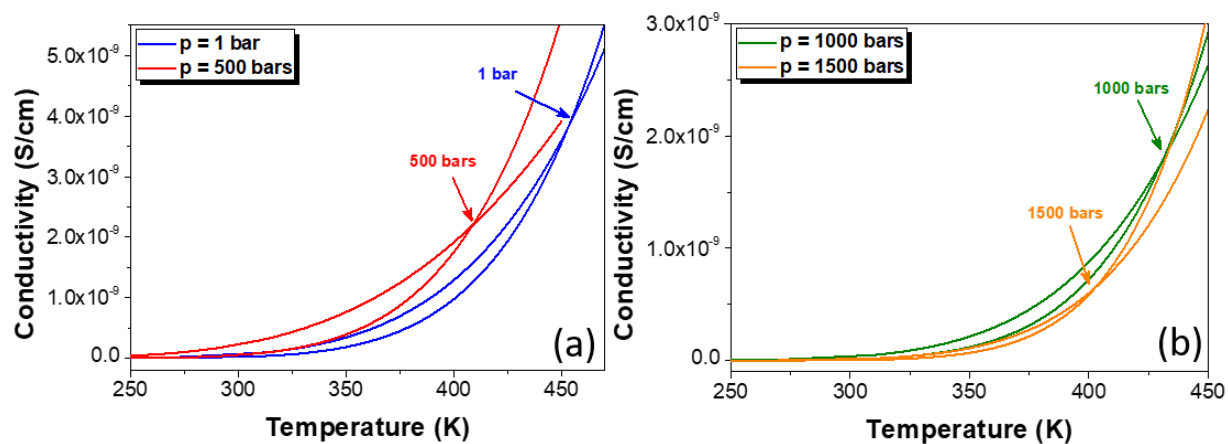 5.0x10⁻⁹
4.0x10⁻⁹
3.0x10⁻⁹
2.0x10⁻⁹
1.0x10⁻⁹
0.0
Conductivity (S/cm)
p = 1 bar
p = 500 bars
1 bar
500 bars
(a)
250 300 350 400 450
Temperature (K)
3.0x10⁻⁹
2.0x10⁻⁹
1.0x10⁻⁹
0.0
Conductivity (S/cm)
p = 1000 bars
p = 1500 bars
1000 bars
1500 bars
(b)
250 300 350 400 450
Temperature (K)